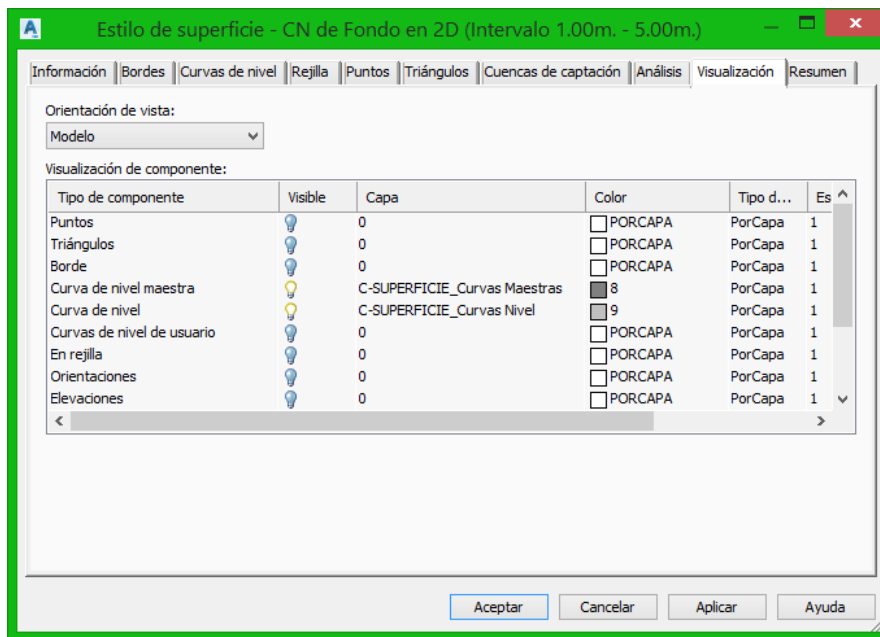 Estilo de superficie - CN de Fondo en 2D (Intervalo 1.00m. - 5.00m.)
Información Bordes Curvas de nivel Rejilla Puntos Triángulos Cuencas de captación Análisis Visualización Resumen
Orientación de vista:
Modelo
Visualización de componente:
Tipo de componente Visible Capa Color Tipo d... Es
Puntos 0 PORCAPA PorCapa 1
Triángulos 0 PORCAPA PorCapa 1
Borde 0 PORCAPA PorCapa 1
Curva de nivel maestra C-SUPERFICIE_Curvas Maestras 8 PorCapa 1
Curva de nivel C-SUPERFICIE_Curvas Nivel 9 PorCapa 1
Curvas de nivel de usuario 0 PORCAPA PorCapa 1
En rejilla 0 PORCAPA PorCapa 1
Orientaciones 0 PORCAPA PorCapa 1
Elevaciones 0 PORCAPA PorCapa 1
Aceptar Cancelar Aplicar Ayuda